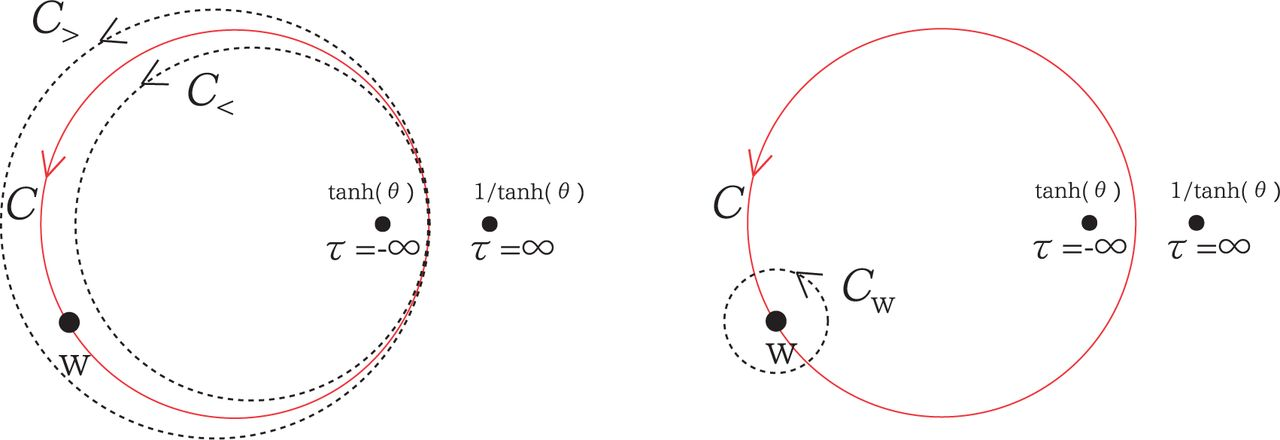 C>
C<
tanh(θ) 1/tanh(θ)
C
τ=-∞ τ=∞
w
tanh(θ) 1/tanh(θ)
C
τ=-∞ τ=∞
Cw
w